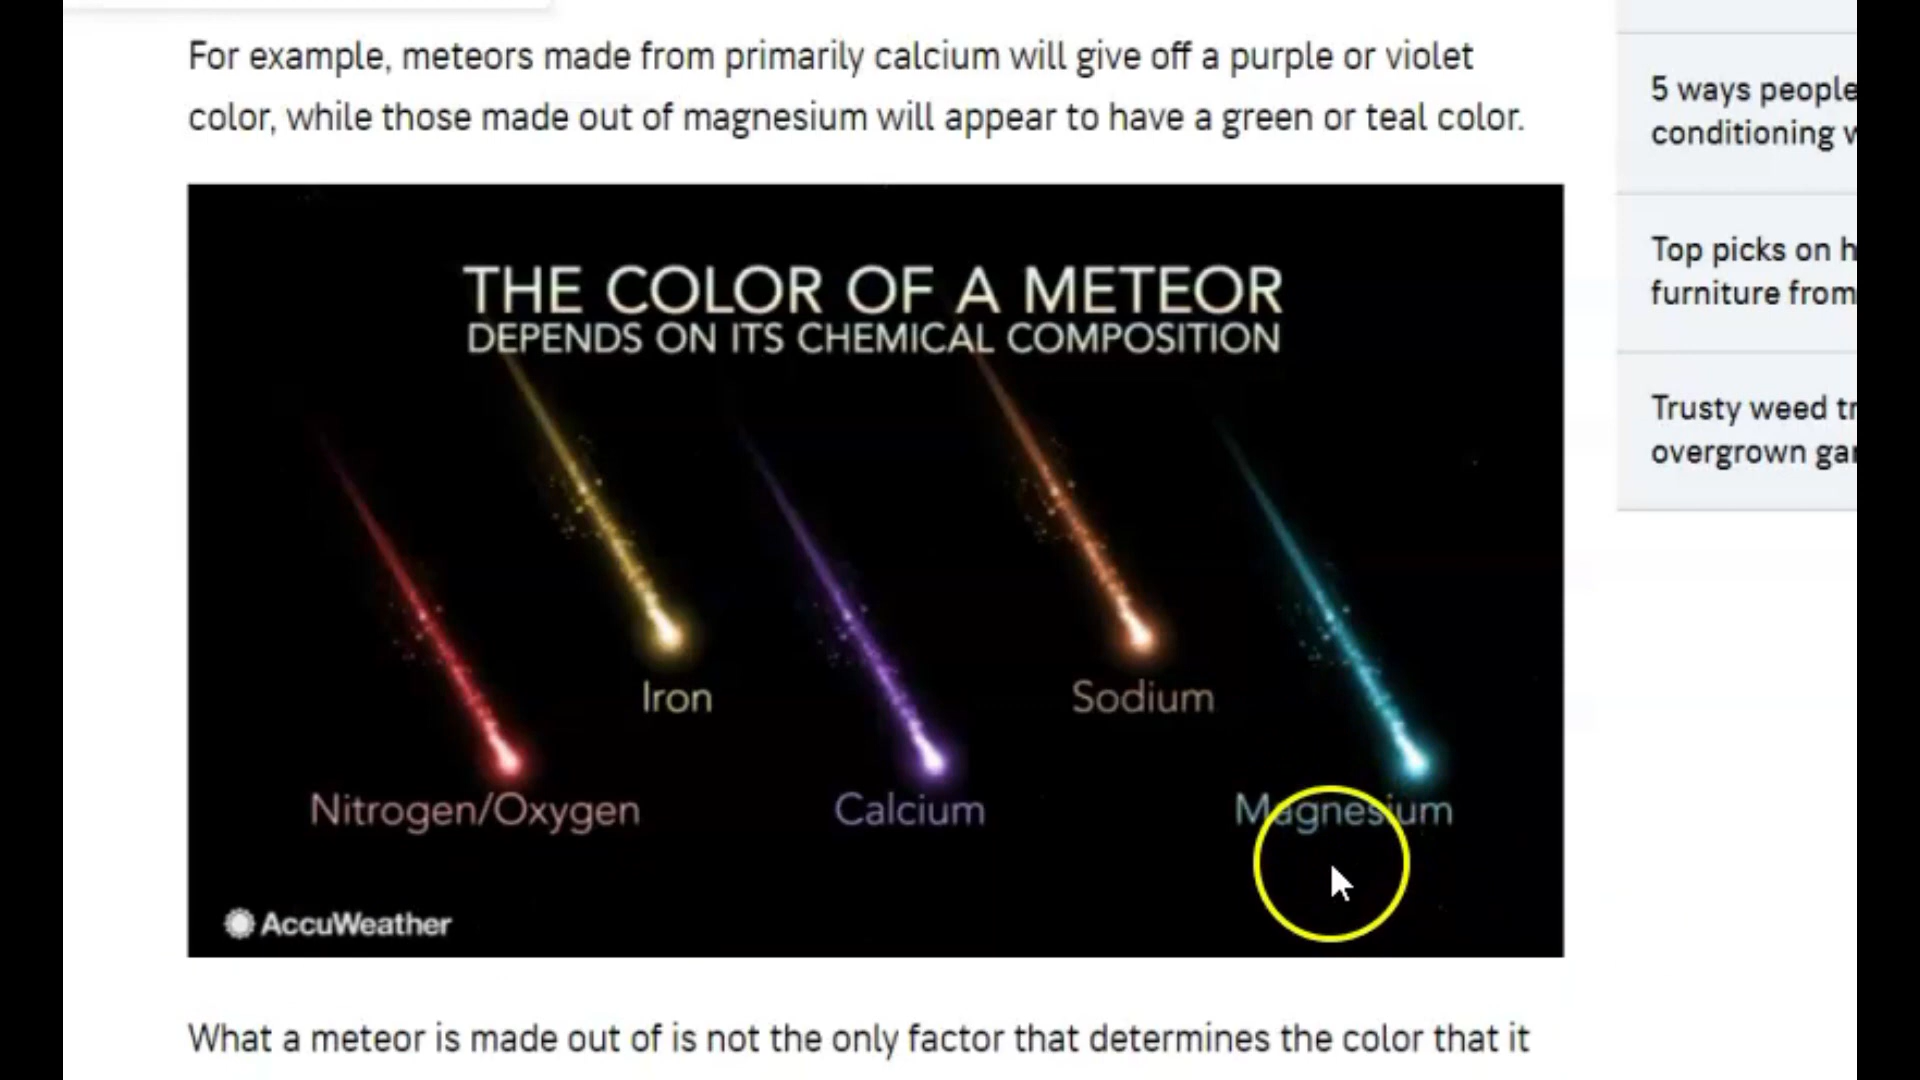 For example, meteors made from primarily calcium will give off a purple or violet
color, while those made out of magnesium will appear to have a green or teal color.
THE COLOR OF A METEOR
DEPENDS ON ITS CHEMICAL COMPOSITION
Iron
Sodium
Nitrogen/Oxygen
Calcium
Magnesium
AccuWeather
What a meteor is made out of is not the only factor that determines the color that it
5 ways people
conditioning
Top picks on
furniture from
Trusty weed
overgrown